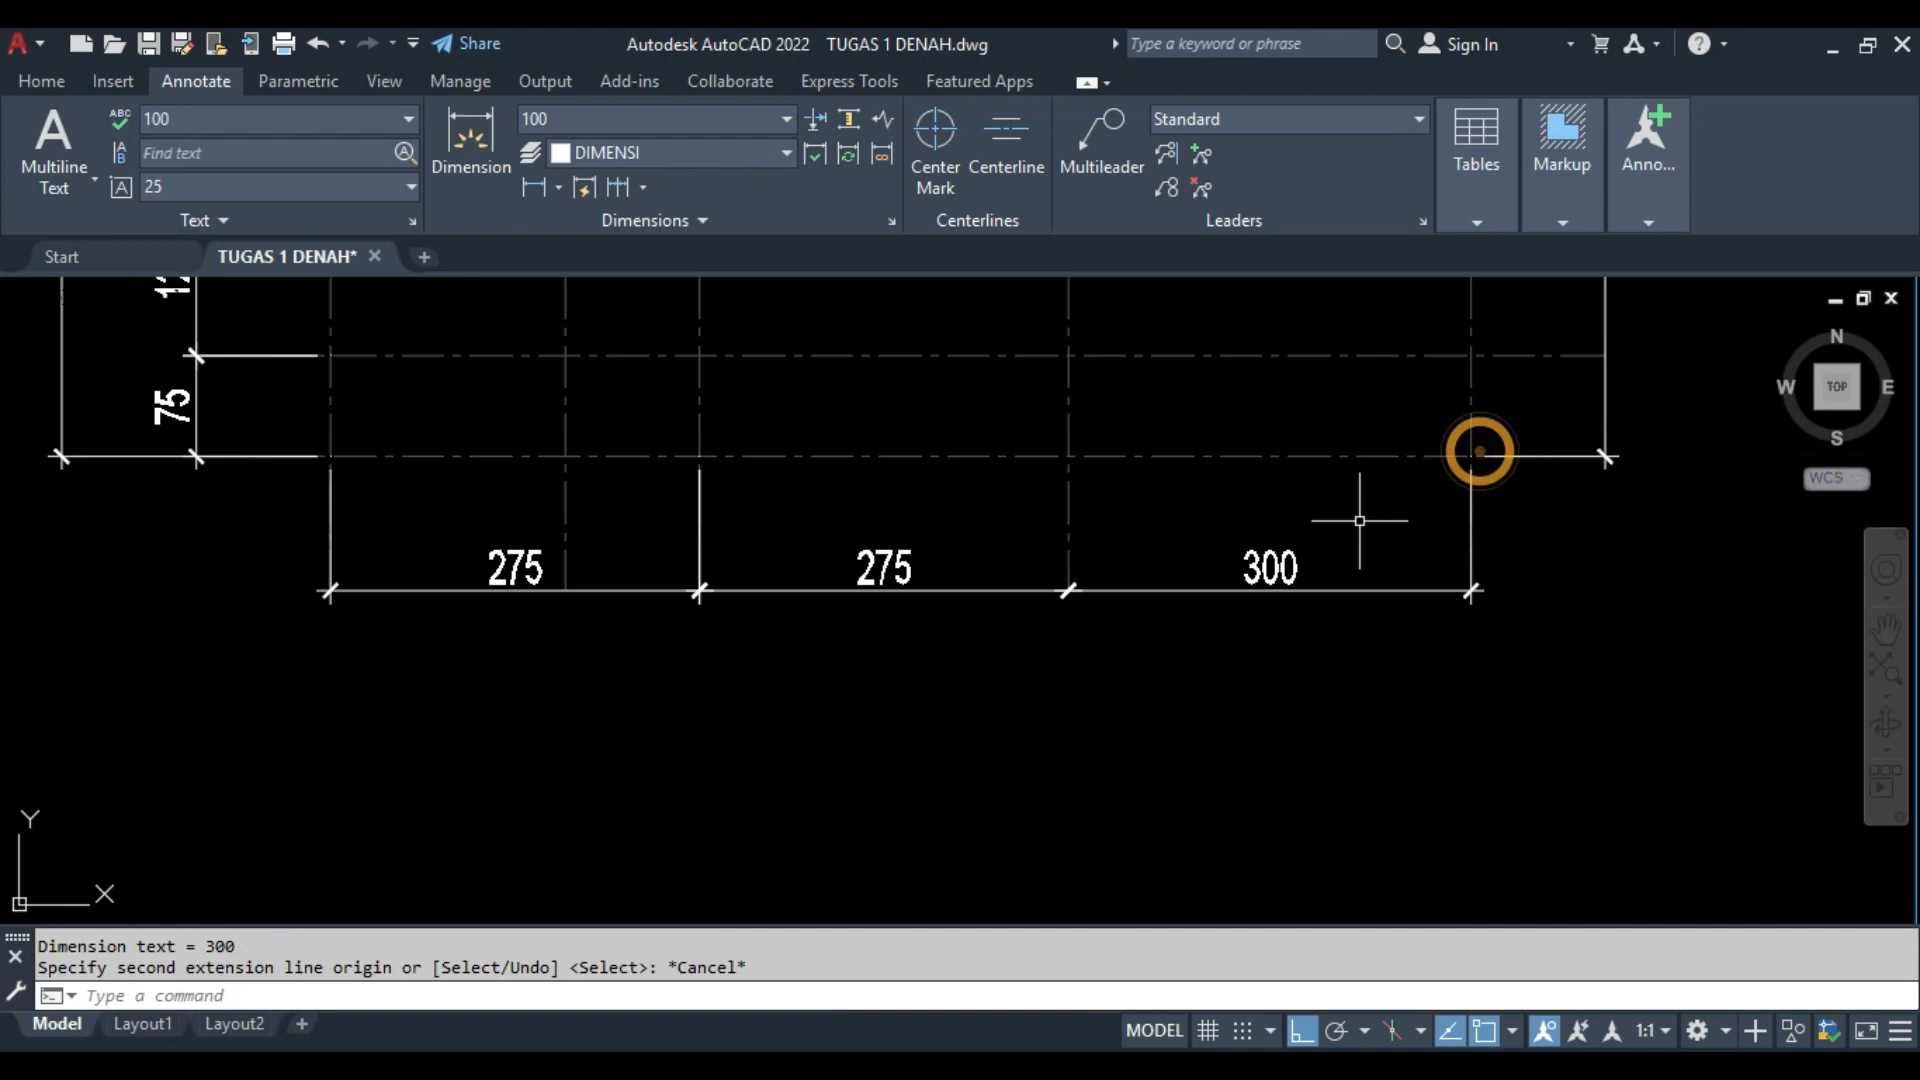 Share
Autodesk AutoCAD 2022 TUGAS 1 DENAH.dwg
Type a keyword or phrase
Sign In
Home Insert Annotate Parametric View Manage Output Add-ins Collaborate Express Tools Featured Apps
A
Multiline
Text
ABC
100
Find text
25
Text
Dimension
100
DIMENSI
Dimensions
Center
Mark
Centerline
Centerlines
Multileader
Standard
Leaders
Tables
Markup
Anno...
Start
TUGAS 1 DENAH*
75
275
275
300
N
W
TOP
E
S
WCS
Y
X
Dimension text = 300
Specify second extension line origin or [Select/Undo] <Select>: *Cancel*
Type a command
Model Layout1 Layout2
MODEL
1:1